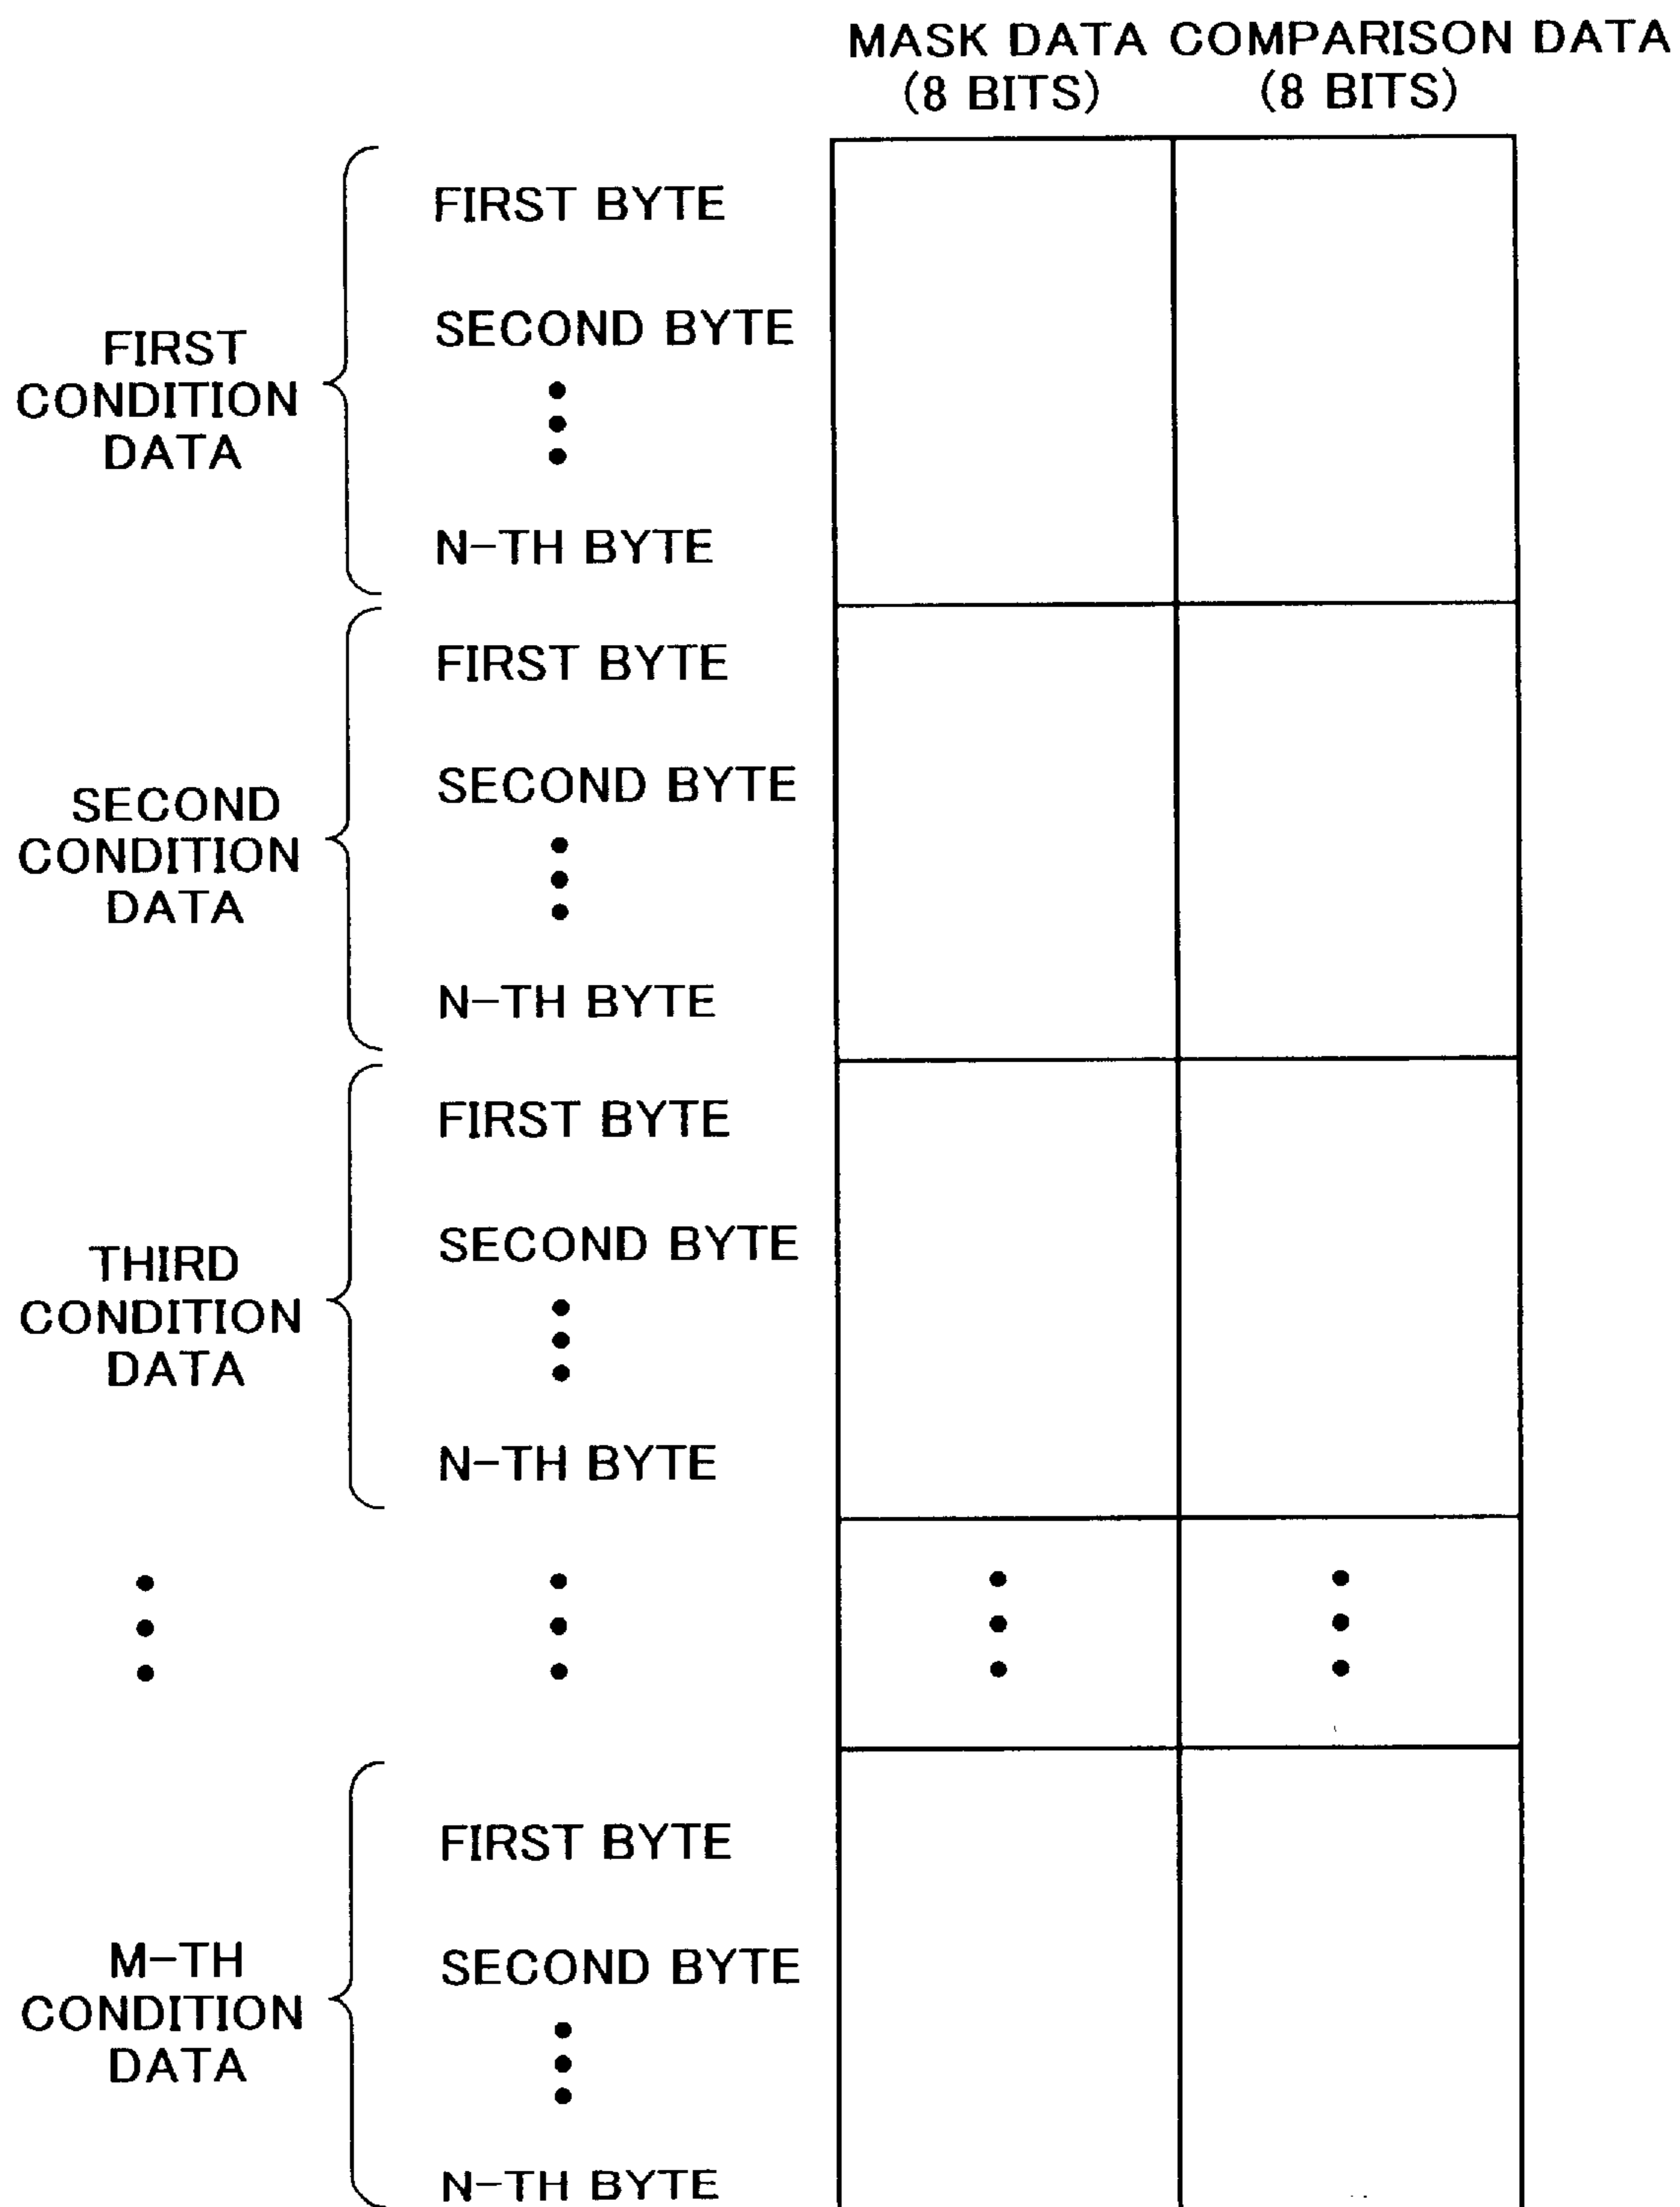 MASK DATA COMPARISON DATA
(8 BITS) (8 BITS)
FIRST BYTE
SECOND BYTE
FIRST
CONDITION
DATA
N-TH BYTE
FIRST BYTE
SECOND BYTE
SECOND
CONDITION
DATA
N-TH BYTE
FIRST BYTE
SECOND BYTE
THIRD
CONDITION
DATA
N-TH BYTE
FIRST BYTE
SECOND BYTE
M-TH
CONDITION
DATA
N-TH BYTE